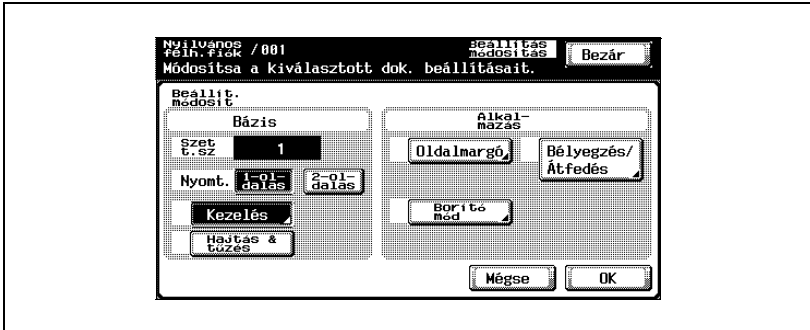 Nyilvános
felh.fiók /001
Beállítás
módosítás
Bezár
Módosítsa a kiválasztott dok. beállításait.
Beállít.
módosít
Bázis
Szet
t.sz
1
Nyomt.
1-ol-
dalas
2-ol-
dalas
Kezelés
Hajtás &
tűzés
Alkal-
mazás
Oldalmargó
Bélyegzés/
Átfedés
Borító
mód
Mégse
OK